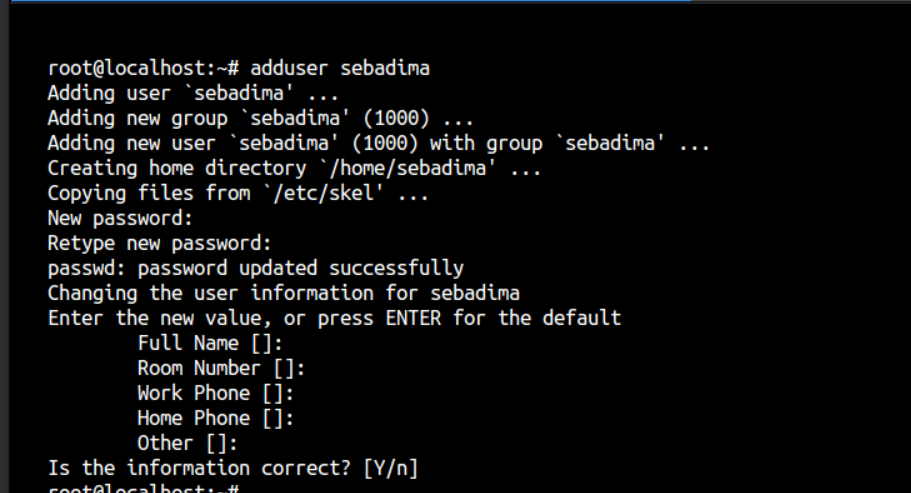 root@localhost:~# adduser sebadima
Adding user `sebadima' ...
Adding new group `sebadima' (1000) ...
Adding new user `sebadima' (1000) with group `sebadima' ...
Creating home directory `/home/sebadima' ...
Copying files from `/etc/skel' ...
New password:
Retype new password:
passwd: password updated successfully
Changing the user information for sebadima
Enter the new value, or press ENTER for the default
Full Name []:
Room Number []:
Work Phone []:
Home Phone []:
Other []:
Is the information correct? [Y/n]
root@localhost:~#